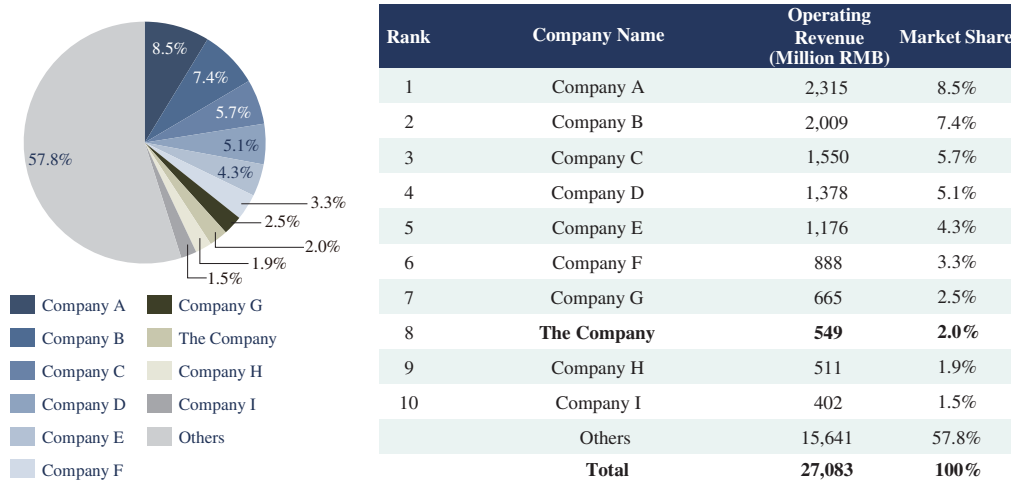 8.5%
7.4%
5.7%
5.1%
4.3%
3.3%
2.5%
2.0%
1.9%
1.5%
57.8%
Company A
Company G
Company B
The Company
Company C
Company H
Company D
Company I
Company E
Others
Company F
Rank Company Name Operating Revenue (Million RMB) Market Share
1 Company A 2,315 8.5%
2 Company B 2,009 7.4%
3 Company C 1,550 5.7%
4 Company D 1,378 5.1%
5 Company E 1,176 4.3%
6 Company F 888 3.3%
7 Company G 665 2.5%
8 The Company 549 2.0%
9 Company H 511 1.9%
10 Company I 402 1.5%
Others 15,641 57.8%
Total 27,083 100%